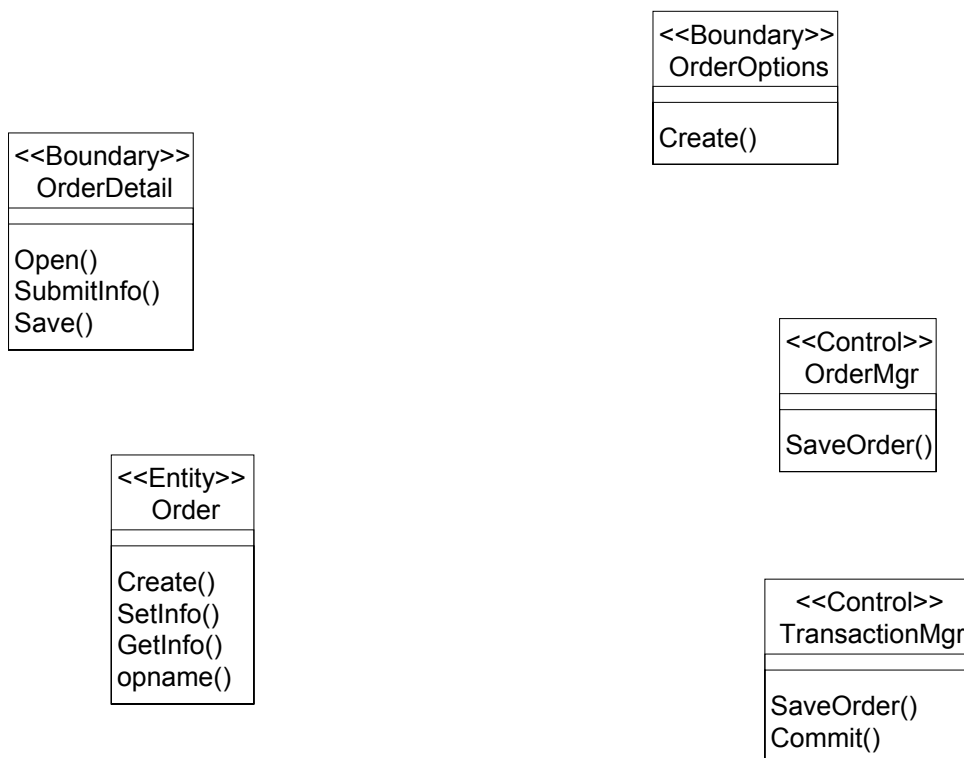 <<Boundary>>
OrderOptions
Create()
<<Boundary>>
OrderDetail
Open()
SubmitInfo()
Save()
<<Control>>
OrderMgr
SaveOrder()
<<Entity>>
Order
Create()
SetInfo()
GetInfo()
opname()
<<Control>>
TransactionMgr
SaveOrder()
Commit()